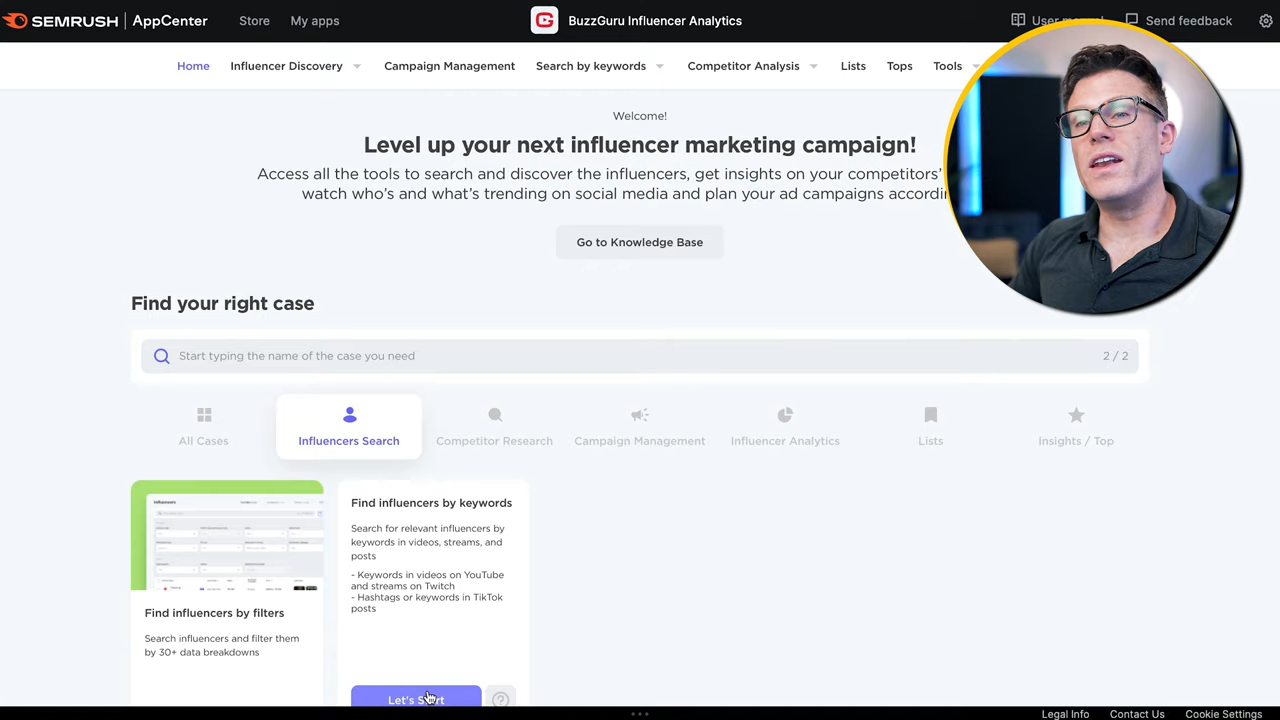 SEMRUSH | AppCenter
Store
My apps
BuzzGuru Influencer Analytics
User manual
Send feedback
Home
Influencer Discovery
Campaign Management
Search by keywords
Competitor Analysis
Lists
Tops
Tools
Welcome!
Level up your next influencer marketing campaign!
Access all the tools to search and discover the influencers, get insights on your competitors'
watch who's and what's trending on social media and plan your ad campaigns
Go to Knowledge Base
Find your right case
Start typing the name of the case you need
2 / 2
All Cases
Influencers Search
Competitor Research
Campaign Management
Influencer Analytics
Lists
Insights / Top
Find influencers by filters
Search influencers and filter them
by 30+ data breakdowns
Find influencers by keywords
Search for relevant influencers by
keywords in videos, streams, and
posts
- Keywords in videos on YouTube
and streams on Twitch
- Hashtags or keywords in TikTok
posts
Let's Start
Legal Info
Contact Us
Cookie Settings